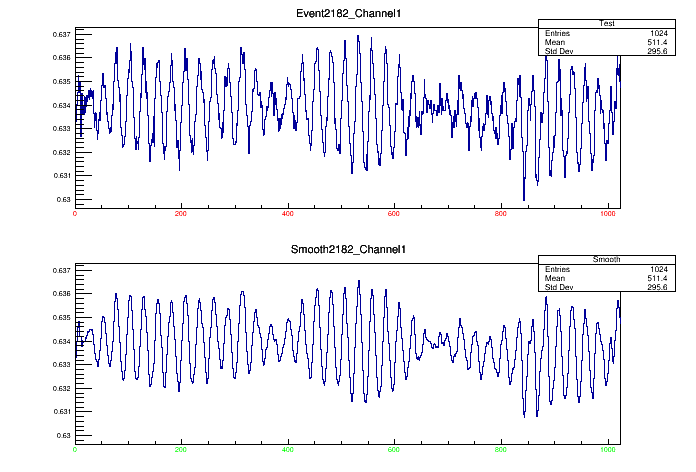 Event2182_Channel1
Test
Entries 1024
Mean 511.4
Std Dev 295.6
0.637
0.636
0.635
0.634
0.633
0.632
0.631
0.63
0 200 400 600 800 1000
Smooth2182_Channel1
Smooth
Entries 1024
Mean 511.4
Std Dev 295.6
0.637
0.636
0.635
0.634
0.633
0.632
0.631
0.63
0 200 400 600 800 1000